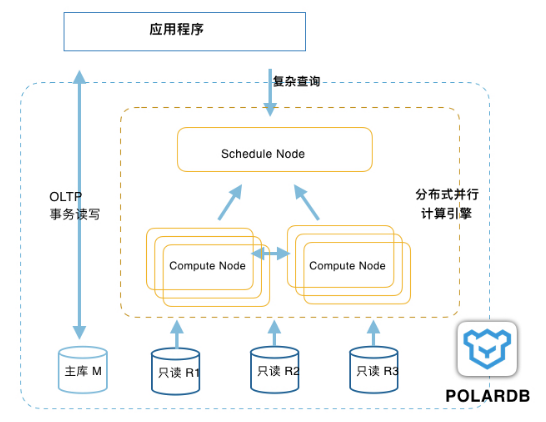 应用程序
复杂查询
Schedule Node
OLTP
事务读写
分布式并行
计算引擎
Compute Node
Compute Node
主库 M
只读 R1
只读 R2
只读 R3
POLARDB